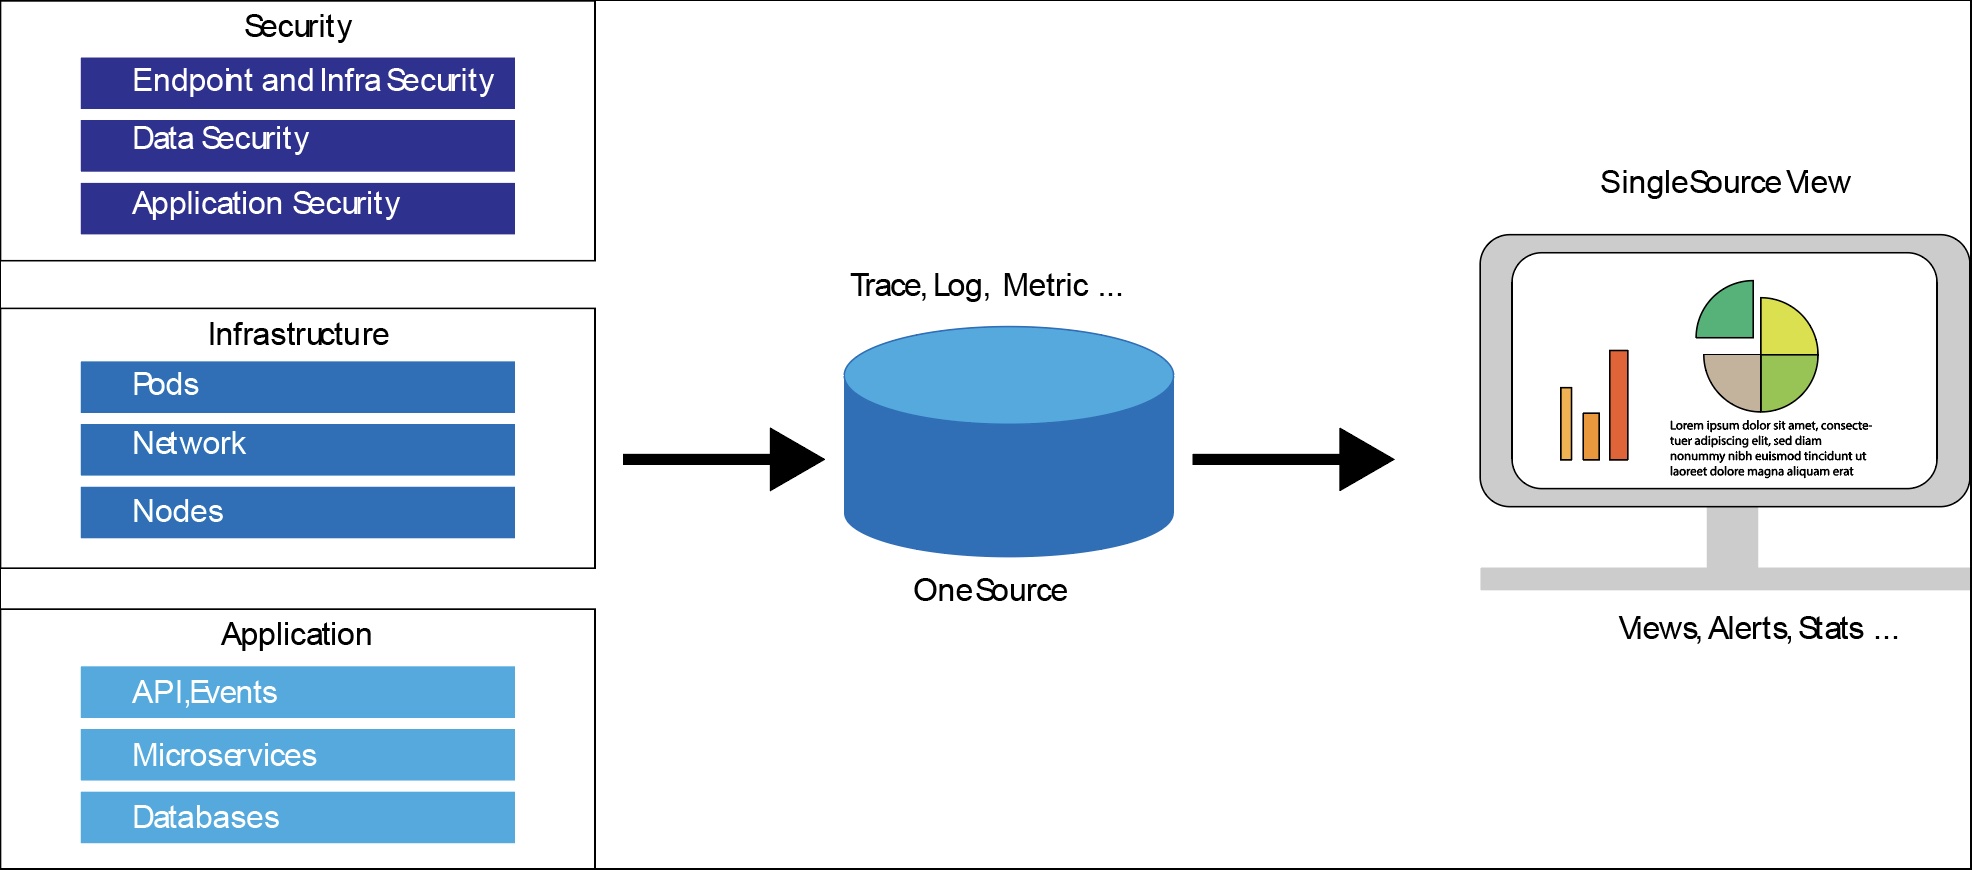 Security
Endpoint and Infra Security
Data Security
Application Security
Infrastructure
Pods
Network
Nodes
Application
API,Events
Microservices
Databases
Trace, Log, Metric ...
One Source
Single Source View
Lorem ipsum dolor sit amet, consecte-
tuer adipiscing elit, sed diam
nonummy nibh euismod tincidunt ut
laoreet dolore magna aliquam erat
Views, Alerts, Stats ...